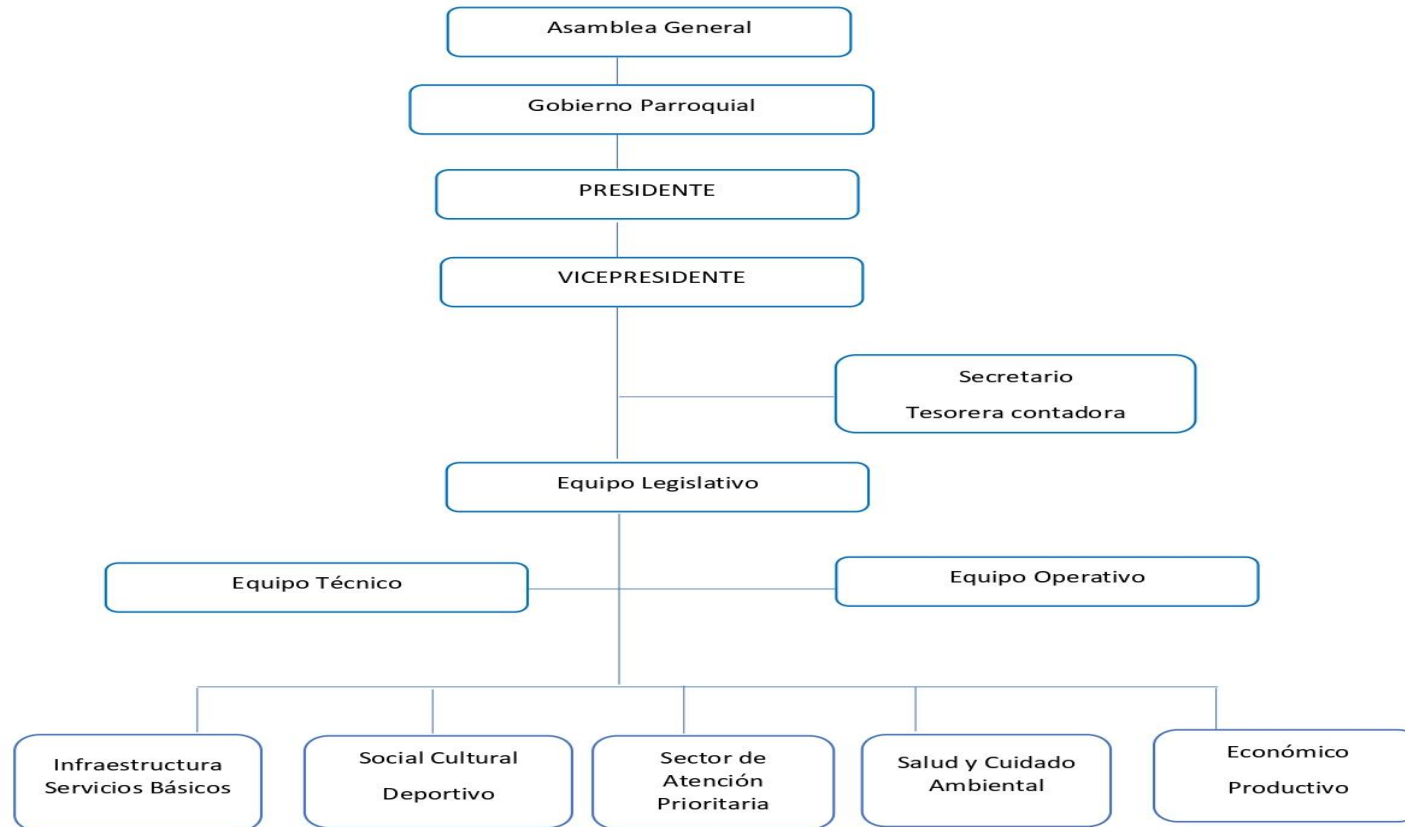 Asamblea General
Gobierno Parroquial
PRESIDENTE
VICEPRESIDENTE
Secretario
Tesorera contadora
Equipo Legislativo
Equipo Técnico
Equipo Operativo
Infraestructura
Servicios Básicos
Social Cultural
Deportivo
Sector de
Atención
Prioritaria
Salud y Cuidado
Ambiental
Económico
Productivo